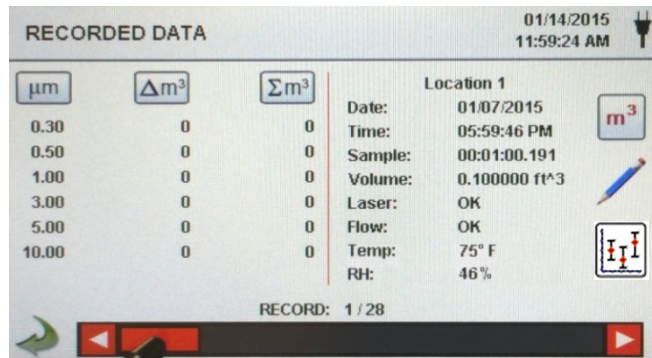 RECORDED DATA
01/14/2015
11:59:24 AM
µm Δm³ Σm³
0.30 0 0
0.50 0 0
1.00 0 0
3.00 0 0
5.00 0 0
10.00 0 0
Location 1
Date: 01/07/2015
Time: 05:59:46 PM
Sample: 00:01:00.191
Volume: 0.100000 ft^3
Laser: OK
Flow: OK
Temp: 75° F
RH: 46%
m³
RECORD: 1 / 28